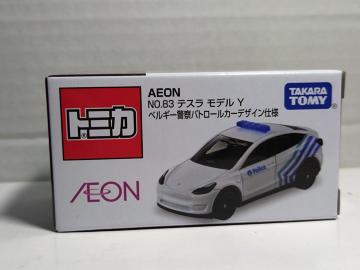 トミカ
AEON
NO.83 テスラ モデル Y
ベルギー警察パトロールカーデザイン仕様
TAKARA
TOMY
ÆON
Police